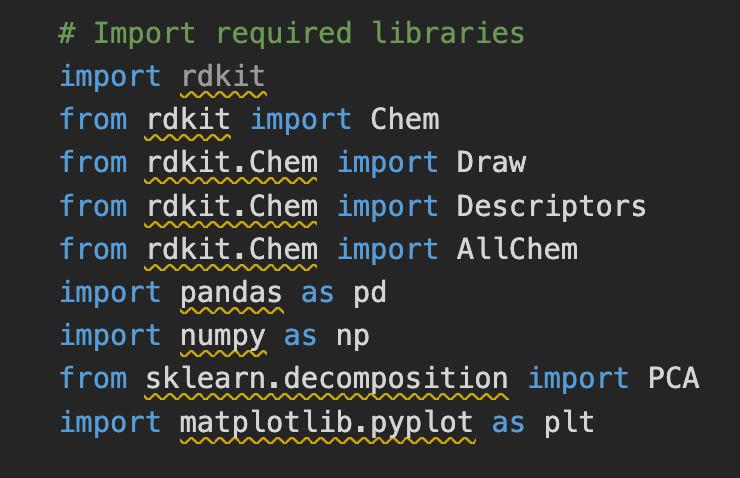 # Import required libraries
import rdkit
from rdkit import Chem
from rdkit.Chem import Draw
from rdkit.Chem import Descriptors
from rdkit.Chem import AllChem
import pandas as pd
import numpy as np
from sklearn.decomposition import PCA
import matplotlib.pyplot as plt